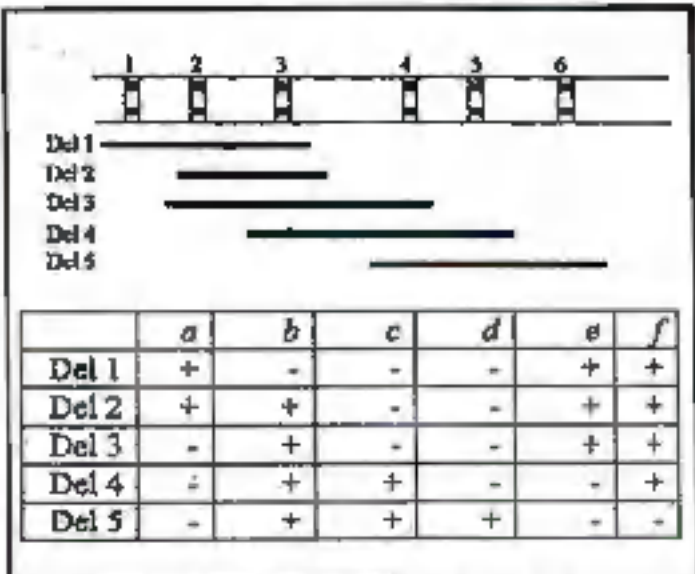 1 2 3 4 5 6
Del 1
Del 2
Del 3
Del 4
Del 5
a b c d e f
Del 1 + - - - + +
Del 2 + + - - + +
Del 3 - + - - + +
Del 4 - + + - - +
Del 5 - + + + - -